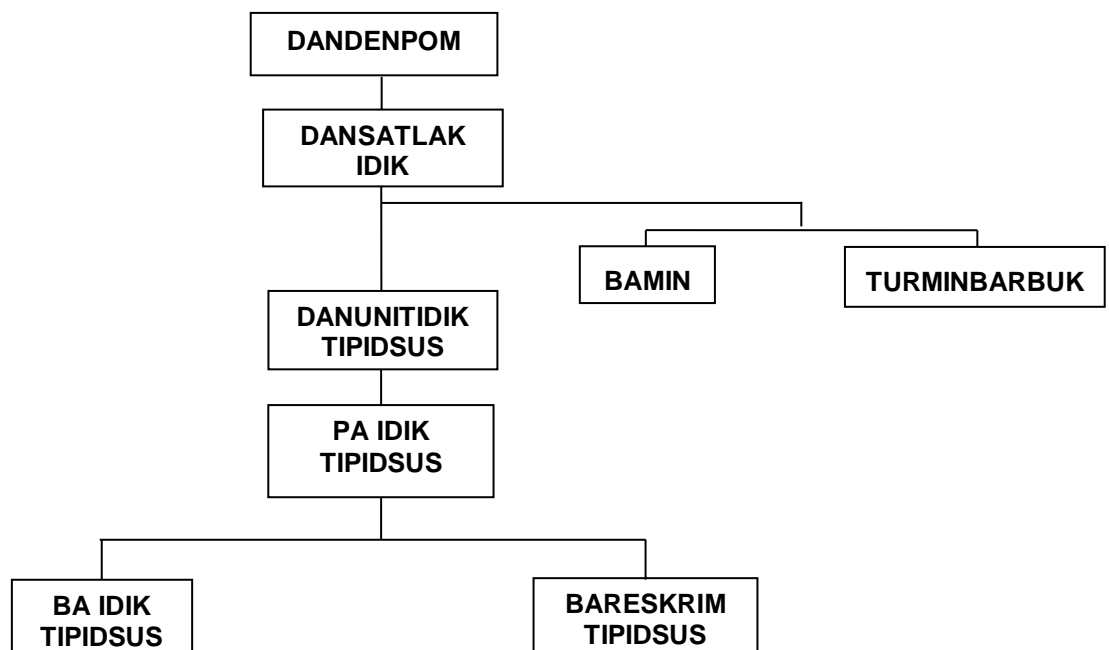 DANDENPOM
DANSATLAK
IDIK
BAMIN
TURMINBARBUK
DANUNITIDIK
TIPIDSUS
PA IDIK
TIPIDSUS
BA IDIK
TIPIDSUS
BARESKRIM
TIPIDSUS